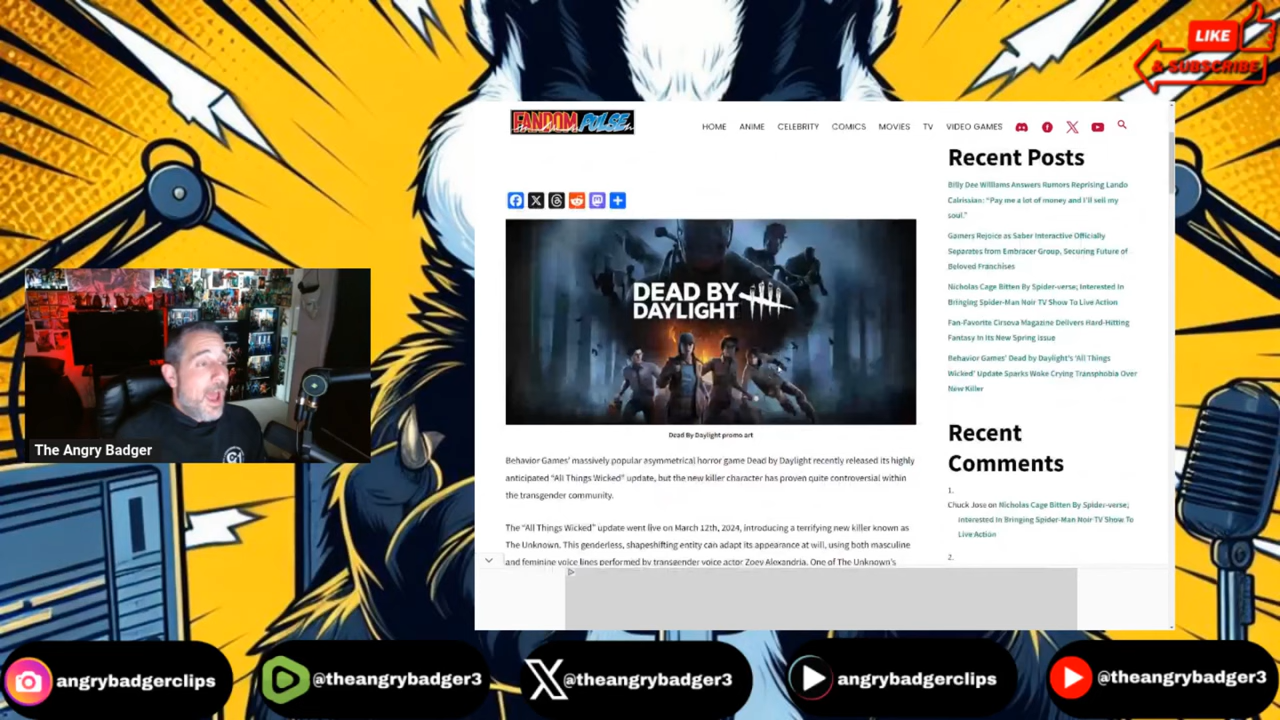 LIKE
& SUBSCRIBE
FANDOM PULSE
HOME ANIME CELEBRITY COMICS MOVIES TV VIDEO GAMES
Recent Posts
Billy Dee Williams Answers Rumors Reprising Lando
Calrissian: "Pay me a lot of money and I'll sell my
soul."
Gamers Rejoice as Saber Interactive Officially
Separates from Embracer Group, Securing Future of
Beloved Franchises
Nicholas Cage Bitten By Spider-verse; Interested In
Bringing Spider-Man Noir TV Show To Live Action
Fan-Favorite Cirsova Magazine Delivers Hard-Hitting
Fantasy In Its New Spring Issue
Behavior Games' Dead by Daylight's 'All Things
Wicked' Update Sparks Woke Crying Transphobia Over
New Killer
Recent
Comments
1.
Chuck Jose on Nicholas Cage Bitten By Spider-verse;
Interested In Bringing Spider-Man Noir TV Show To
Live Action
2.
DEAD BY
DAYLIGHT
Dead By Daylight promo art
Behavior Games' massively popular asymmetrical horror game Dead by Daylight recently released its highly
anticipated "All Things Wicked" update, but the new killer character has proven quite controversial within
the transgender community.
The "All Things Wicked" update went live on March 12th, 2024, introducing a terrifying new killer known as
The Unknown. This genderless, shapeshifting entity can adapt its appearance at will, using both masculine
and feminine voice lines performed by transgender voice actor Zoey Alexandria. One of The Unknown's
The Angry Badger
angrybadgerclips
@theangrybadger3
@theangrybadger3
angrybadgerclips
@theangrybadger3